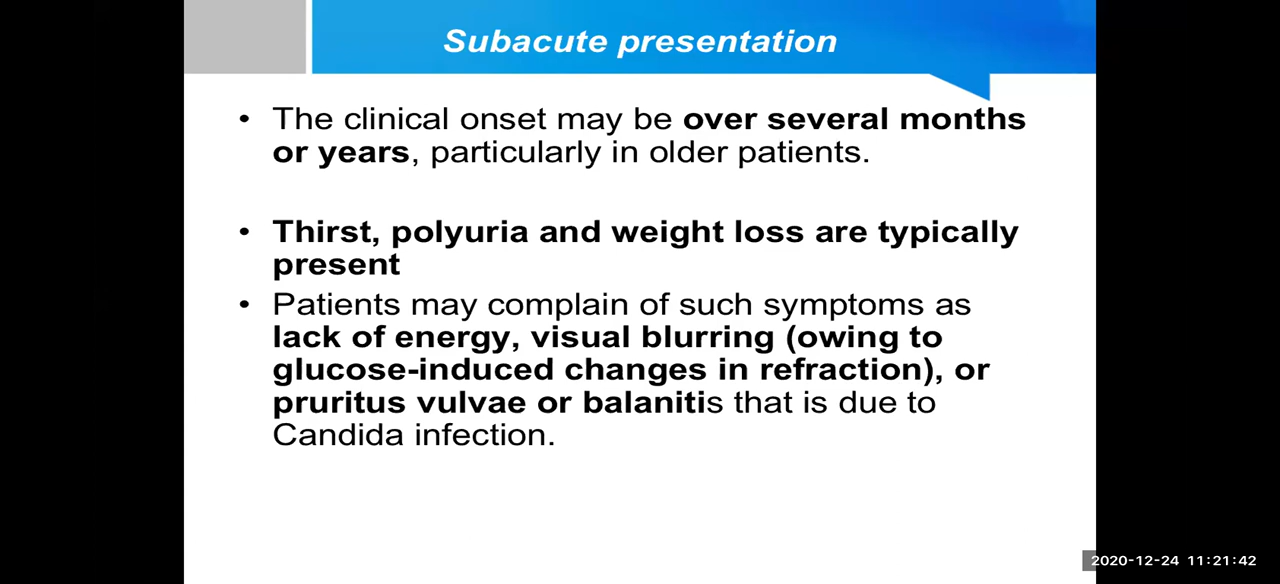 Subacute presentation
• The clinical onset may be over several months
or years, particularly in older patients.
• Thirst, polyuria and weight loss are typically
present
• Patients may complain of such symptoms as
lack of energy, visual blurring (owing to
glucose-induced changes in refraction), or
pruritus vulvae or balanitis that is due to
Candida infection.
2020-12-24 11:21:42